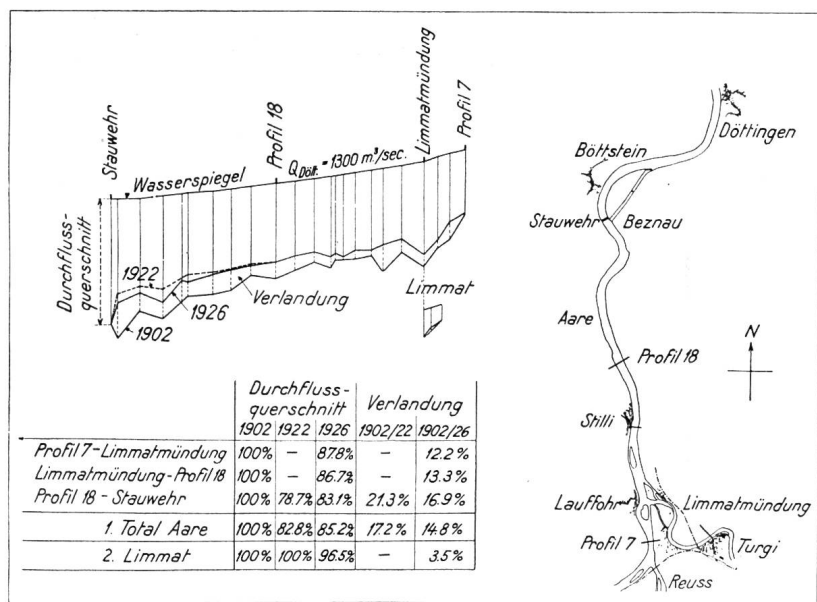 Stauwehr
Profil 18
Limmatmündung
Profil 7
Wasserspiegel
Q Dött. = 1300 m³/sec.
Durchfluss-
querschnitt
1922
1926
1902
Verlandung
Limmat
Durchfluss-
querschnitt Verlandung
1902 1922 1926 1902/22 1902/26
Profil 7-Limmatmündung 100% – 87.8% – 12.2%
Limmatmündung-Profil 18 100% – 86.7% – 13.3%
Profil 18 - Stauwehr 100% 78.7% 83.1% 21.3% 16.9%
1. Total Aare 100% 82.8% 85.2% 17.2% 14.8%
2. Limmat 100% 100% 96.5% – 3.5%
Döttingen
Böttstein
Stauwehr
Beznau
Aare
N
Profil 18
Stilli
Lauffohr
Limmatmündung
Profil 7
Turgi
Reuss